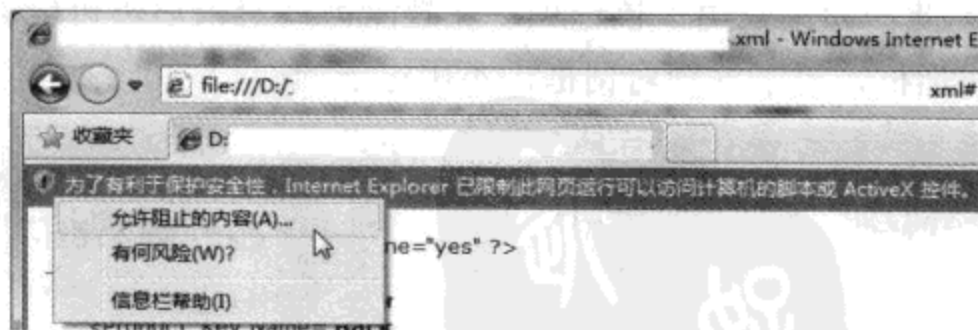 .xml - Windows Internet E
file:///D:/
xml#
收藏夹
D:
为了有利于保护安全性，Internet Explorer 已限制此网页运行可以访问计算机的脚本或 ActiveX 控件。
允许阻止的内容(A)...
有何风险(W)?
ne="yes" ?>
信息栏帮助(I)